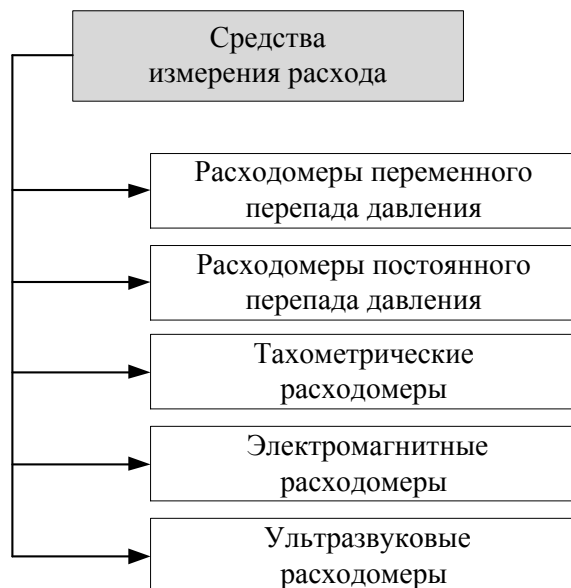 Средства
измерения расхода
Расходомеры переменного
перепада давления
Расходомеры постоянного
перепада давления
Тахометрические
расходомеры
Электромагнитные
расходомеры
Ультразвуковые
расходомеры